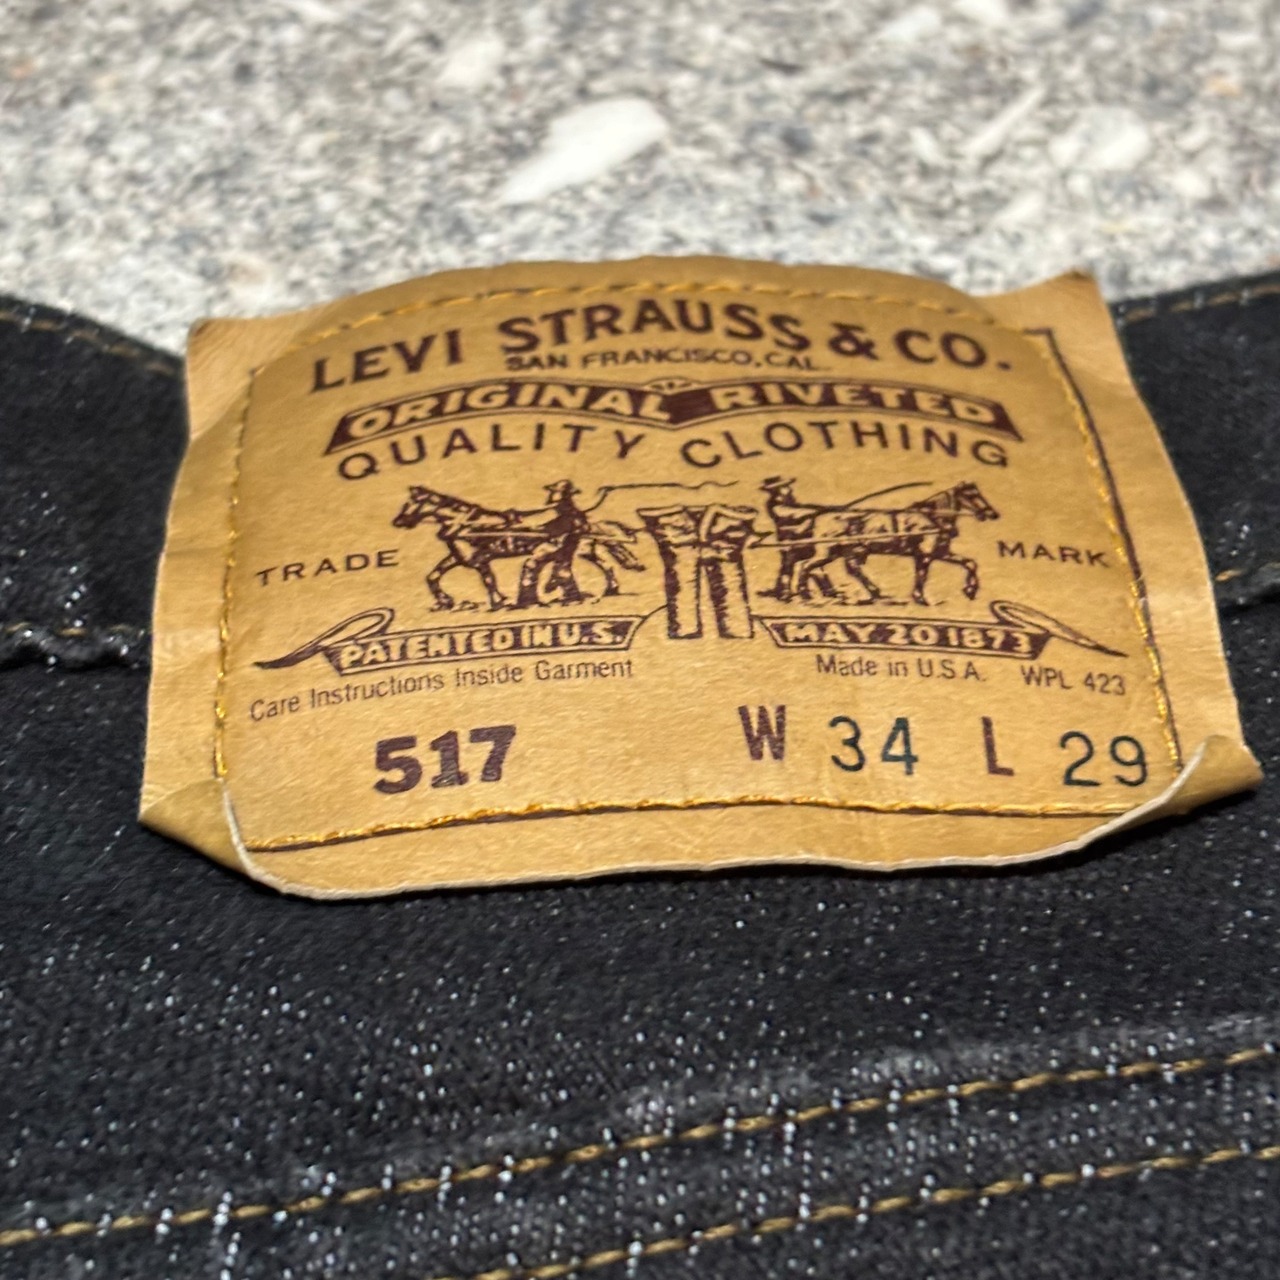 LEVI STRAUSS & CO.
SAN FRANCISCO, CAL.
ORIGINAL RIVETED
QUALITY CLOTHING
TRADE MARK
PATENTED IN U.S. MAY 20 1873
Care Instructions Inside Garment Made in U.S.A. WPL 423
517 W 34 L 29